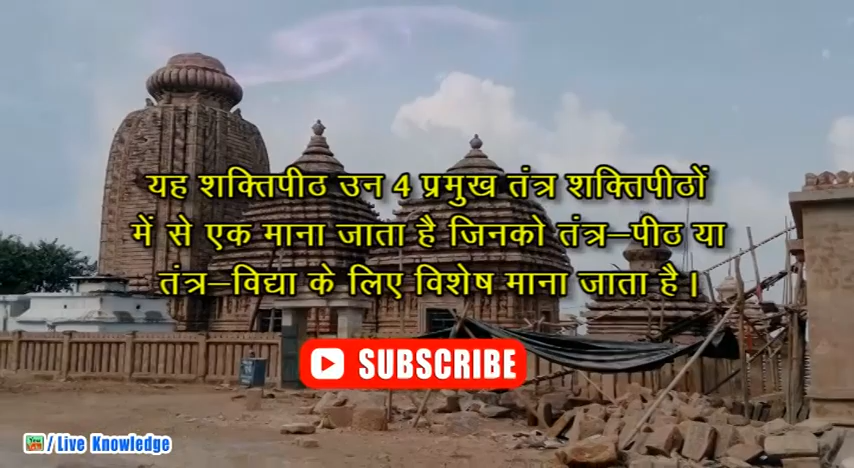 यह शक्तिपीठ उन 4 प्रमुख तंत्र शक्तिपीठों
में से एक माना जाता है जिनको तंत्र–पीठ या
तंत्र–विद्या के लिए विशेष माना जाता है।
SUBSCRIBE
/ Live Knowledge